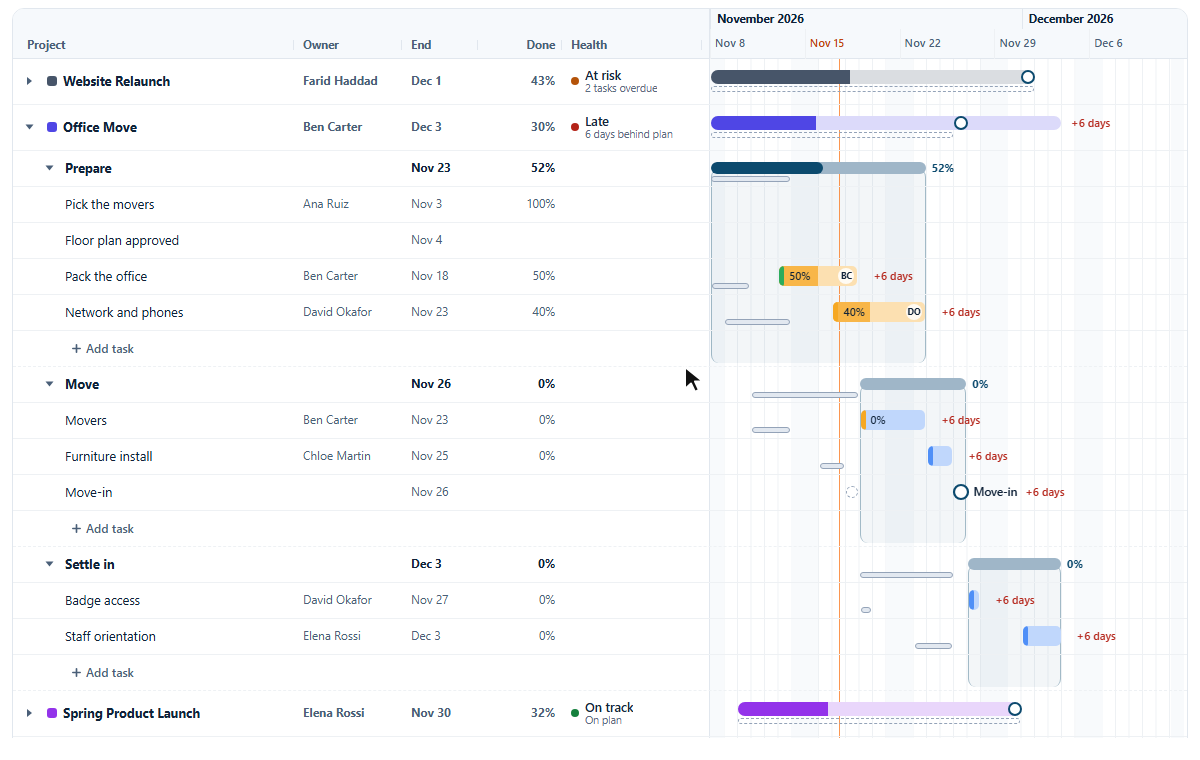 November 2026 December 2026
Project Owner End Done Health Nov 8 Nov 15 Nov 22 Nov 29 Dec 6
Website Relaunch Farid Haddad Dec 1 43% At risk
2 tasks overdue
Office Move Ben Carter Dec 3 30% Late +6 days
6 days behind plan
Prepare Nov 23 52% 52%
Pick the movers Ana Ruiz Nov 3 100%
Floor plan approved Nov 4
Pack the office Ben Carter Nov 18 50% 50% BC +6 days
Network and phones David Okafor Nov 23 40% 40% DO +6 days
+ Add task
Move Nov 26 0% 0%
Movers Ben Carter Nov 23 0% 0% +6 days
Furniture install Chloe Martin Nov 25 0% +6 days
Move-in Nov 26 Move-in +6 days
+ Add task
Settle in Dec 3 0% 0%
Badge access David Okafor Nov 27 0% +6 days
Staff orientation Elena Rossi Dec 3 0% +6 days
+ Add task
Spring Product Launch Elena Rossi Nov 30 32% On track
On plan